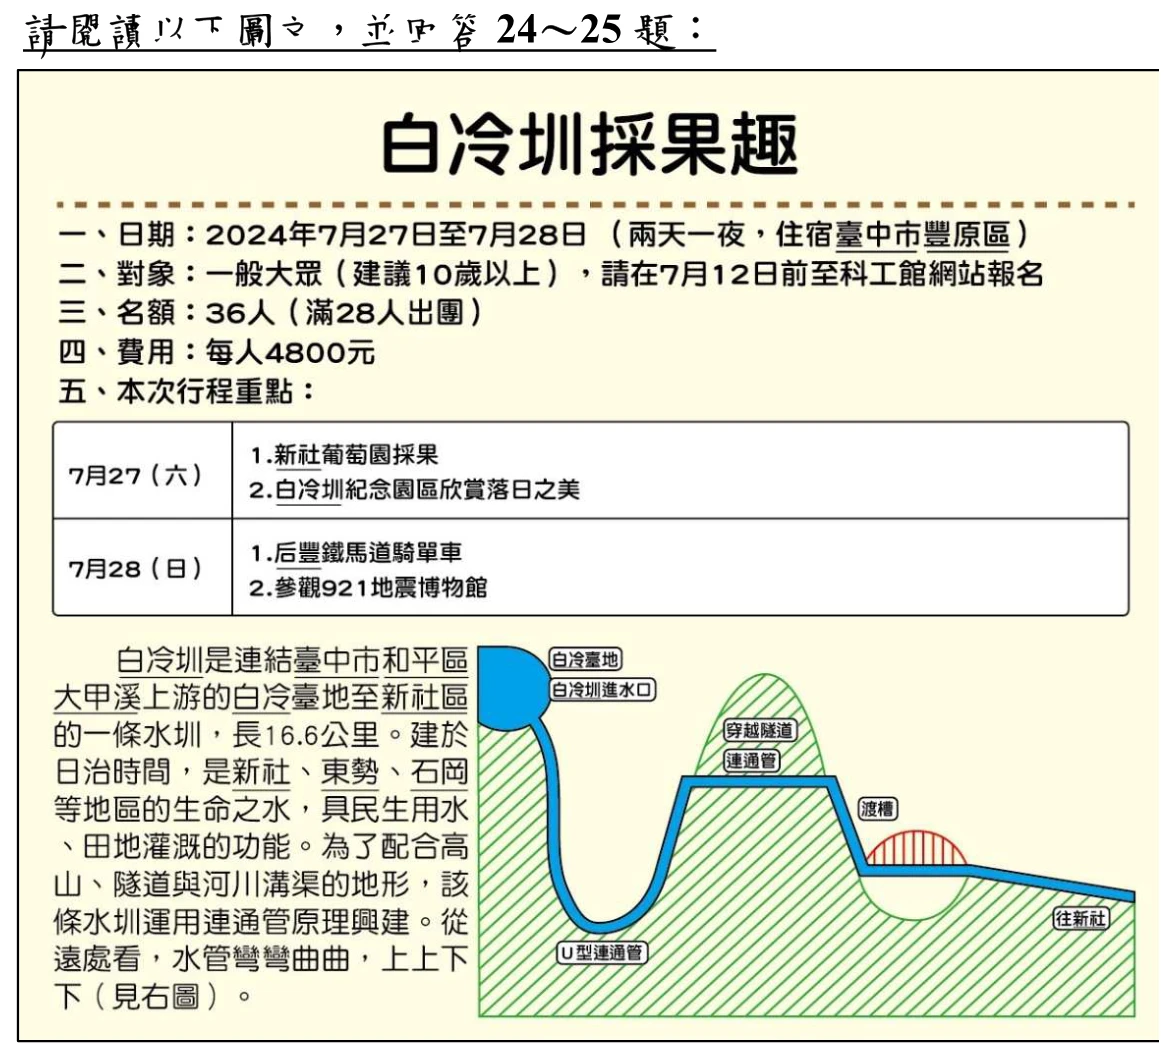 請閱讀以下圖文，並回答 24～25 題：
白冷圳採果趣
一、日期：2024年7月27日至7月28日（兩天一夜，住宿臺中市豐原區）
二、對象：一般大眾（建議10歲以上），請在7月12日前至科工館網站報名
三、名額：36人（滿28人出團）
四、費用：每人4800元
五、本次行程重點：
7月27（六）
1.新社葡萄園採果
2.白冷圳紀念園區欣賞落日之美
7月28（日）
1.后豐鐵馬道騎單車
2.參觀921地震博物館
白冷圳是連結臺中市和平區
大甲溪上游的白冷臺地至新社區
的一條水圳，長16.6公里。建於
日治時間，是新社、東勢、石岡
等地區的生命之水，具民生用水
、田地灌溉的功能。為了配合高
山、隧道與河川溝渠的地形，該
條水圳運用連通管原理興建。從
遠處看，水管彎彎曲曲，上上下
下（見右圖）。
白冷臺地
白冷圳進水口
穿越隧道
連通管
渡槽
往新社
U型連通管